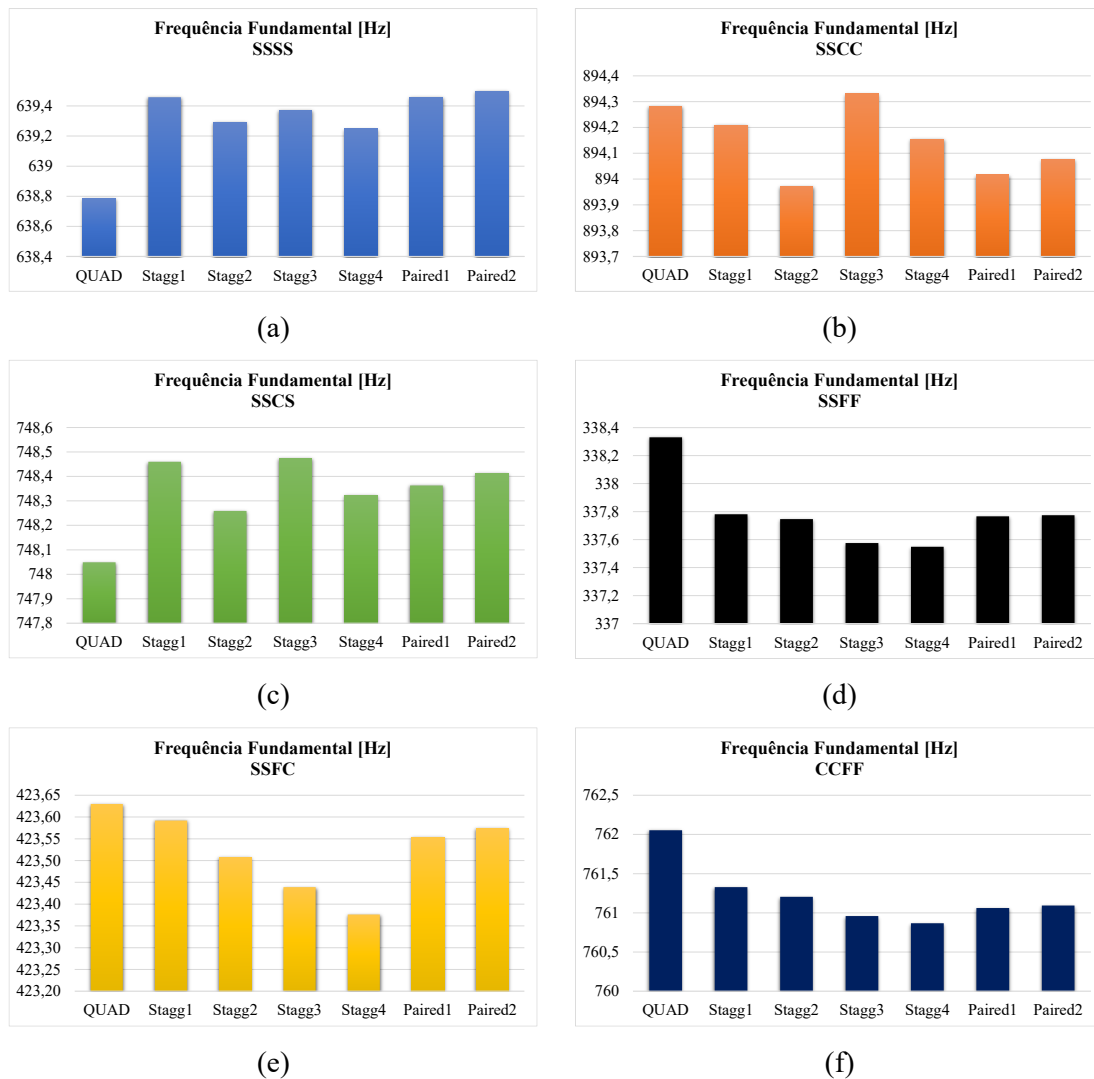 Frequência Fundamental [Hz]
SSSS
639,4
639,2
639
638,8
638,6
638,4
QUAD Stagg1 Stagg2 Stagg3 Stagg4 Paired1 Paired2
(a)
Frequência Fundamental [Hz]
SSCC
894,4
894,3
894,2
894,1
894
893,9
893,8
893,7
QUAD Stagg1 Stagg2 Stagg3 Stagg4 Paired1 Paired2
(b)
Frequência Fundamental [Hz]
SSCS
748,6
748,5
748,4
748,3
748,2
748,1
748
747,9
747,8
QUAD Stagg1 Stagg2 Stagg3 Stagg4 Paired1 Paired2
(c)
Frequência Fundamental [Hz]
SSFF
338,4
338,2
338
337,8
337,6
337,4
337,2
337
QUAD Stagg1 Stagg2 Stagg3 Stagg4 Paired1 Paired2
(d)
Frequência Fundamental [Hz]
SSFC
423,65
423,60
423,55
423,50
423,45
423,40
423,35
423,30
423,25
423,20
QUAD Stagg1 Stagg2 Stagg3 Stagg4 Paired1 Paired2
(e)
Frequência Fundamental [Hz]
CCFF
762,5
762
761,5
761
760,5
760
QUAD Stagg1 Stagg2 Stagg3 Stagg4 Paired1 Paired2
(f)